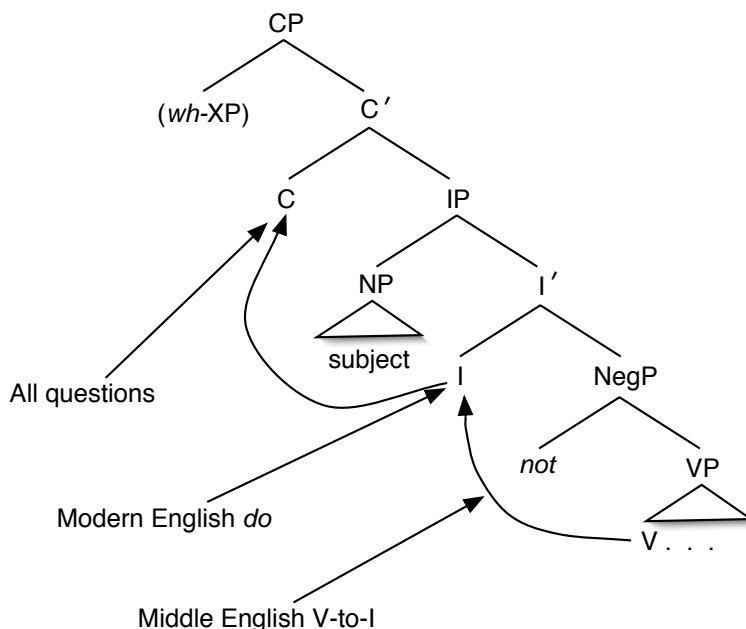 CP
(wh-XP) C′
C IP
NP I′
subject
I NegP
All questions
not VP
Modern English do
V . . .
Middle English V-to-I